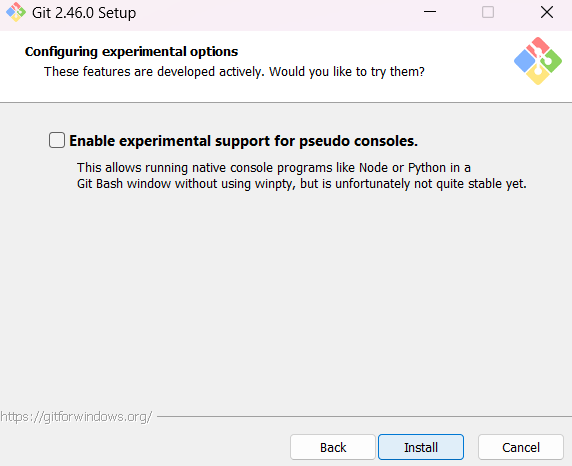 Git 2.46.0 Setup
Configuring experimental options
These features are developed actively. Would you like to try them?
Enable experimental support for pseudo consoles.
This allows running native console programs like Node or Python in a
Git Bash window without using winpty, but is unfortunately not quite stable yet.
https://gitforwindows.org/
Back
Install
Cancel